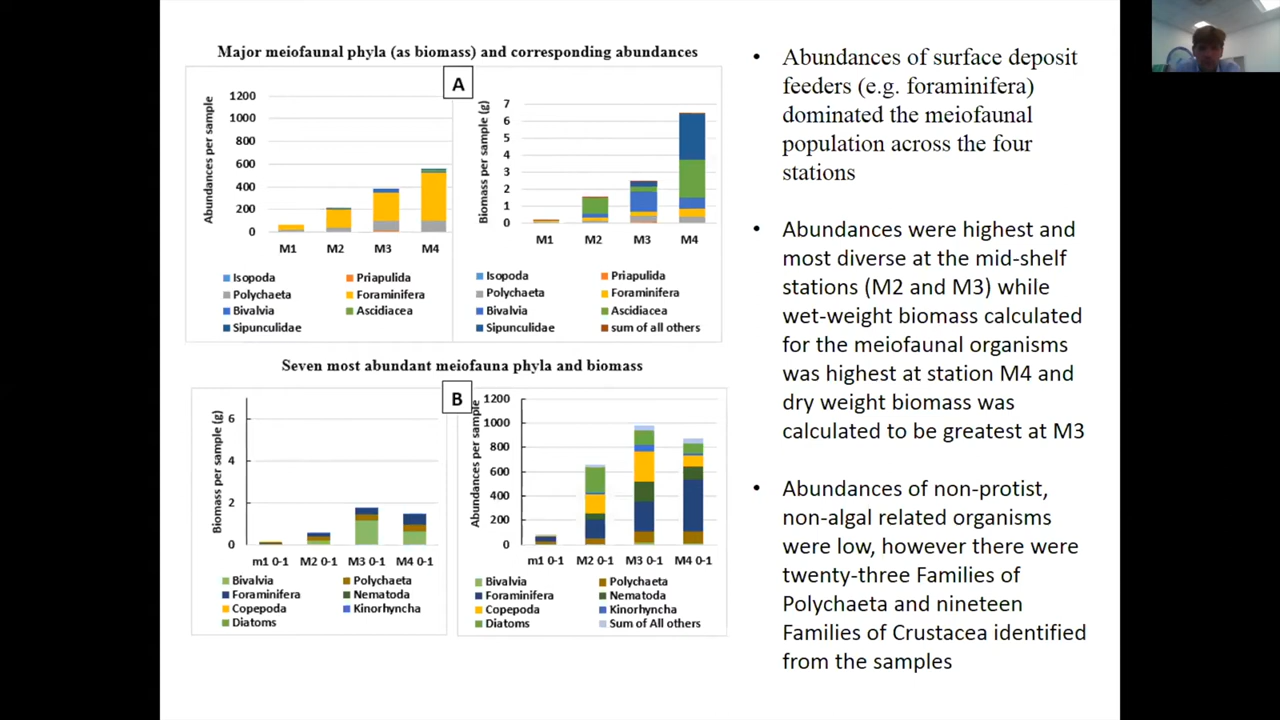 Major meiofaunal phyla (as biomass) and corresponding abundances
A
Abundances per sample
1200
1000
800
600
400
200
0
M1 M2 M3 M4
Isopoda Priapulida
Polychaeta Foraminifera
Bivalvia Ascidiacea
Sipunculidae
Biomass per sample (g)
7
6
5
4
3
2
1
0
M1 M2 M3 M4
Isopoda Priapulida
Polychaeta Foraminifera
Bivalvia Ascidiacea
Sipunculidae sum of all others
Seven most abundant meiofauna phyla and biomass
B
Biomass per sample (g)
6
4
2
0
m1 0-1 M2 0-1 M3 0-1 M4 0-1
Bivalvia Polychaeta
Foraminifera Nematoda
Copepoda Kinorhyncha
Diatoms
Abundances per sample
1200
1000
800
600
400
200
0
m1 0-1 M2 0-1 M3 0-1 M4 0-1
Bivalvia Polychaeta
Foraminifera Nematoda
Copepoda Kinorhyncha
Diatoms Sum of All others
• Abundances of surface deposit
feeders (e.g. foraminifera)
dominated the meiofaunal
population across the four
stations
• Abundances were highest and
most diverse at the mid-shelf
stations (M2 and M3) while
wet-weight biomass calculated
for the meiofaunal organisms
was highest at station M4 and
dry weight biomass was
calculated to be greatest at M3
• Abundances of non-protist,
non-algal related organisms
were low, however there were
twenty-three Families of
Polychaeta and nineteen
Families of Crustacea identified
from the samples